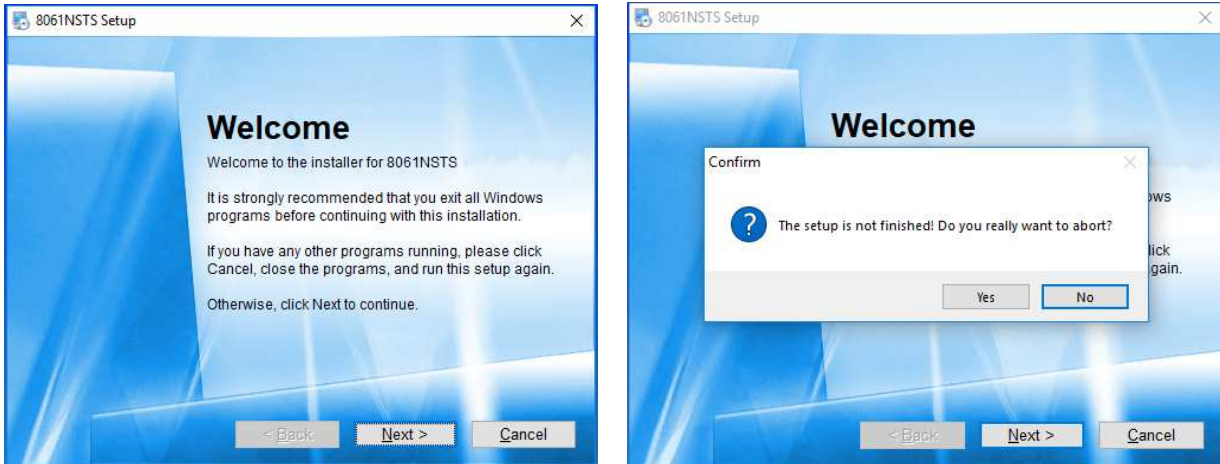 8061NSTS Setup
Welcome
Welcome to the installer for 8061NSTS
It is strongly recommended that you exit all Windows
programs before continuing with this installation.
If you have any other programs running, please click
Cancel, close the programs, and run this setup again.
Otherwise, click Next to continue.
< Back
Next >
Cancel
8061NSTS Setup
Welcome
Confirm
The setup is not finished! Do you really want to abort?
Yes
No
ows
lick
gain.
< Back
Next >
Cancel